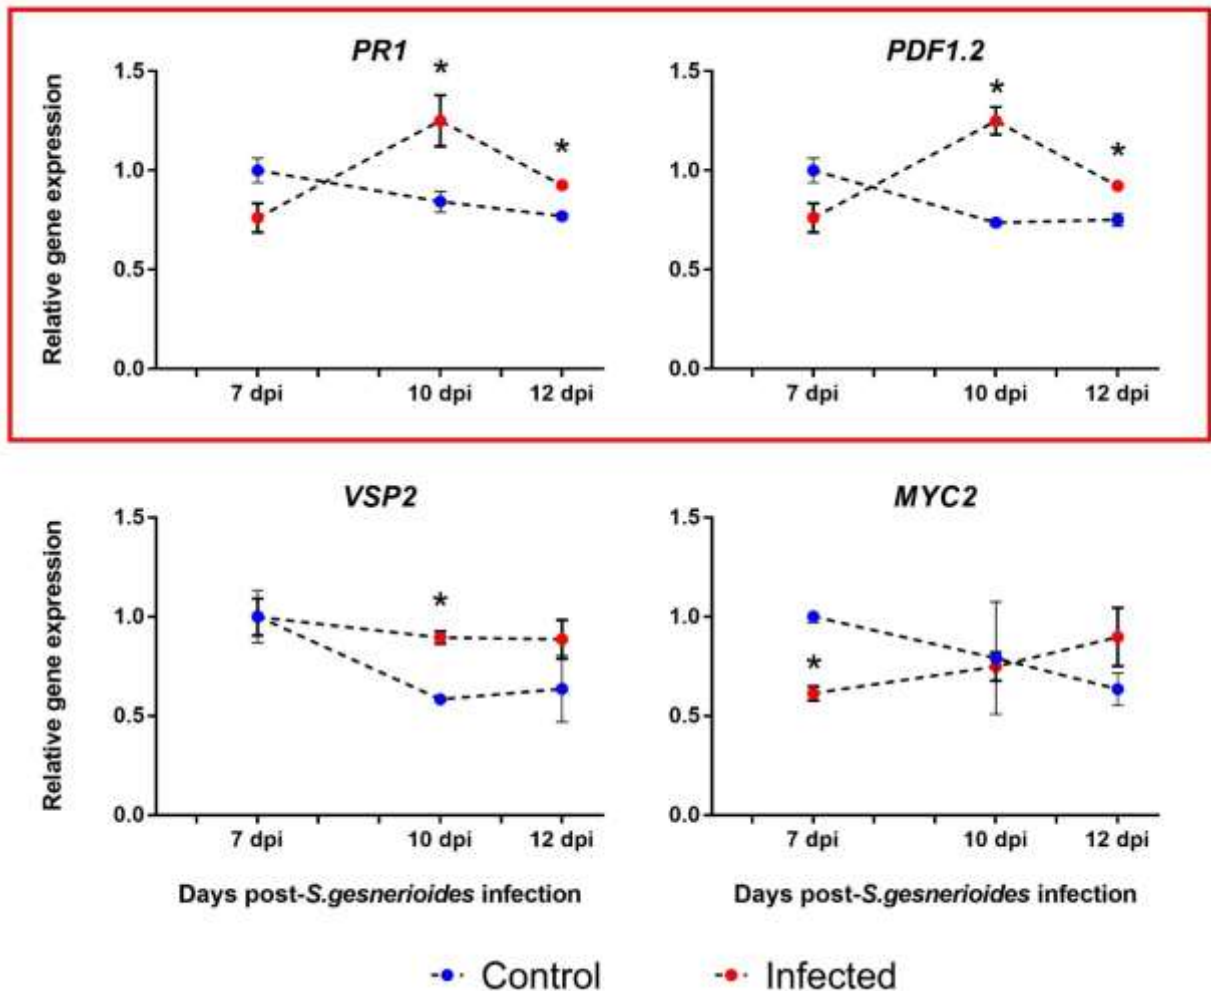 PR1
PDF1.2
Relative gene expression
1.5
*
1.0
*
0.5
0.0
7 dpi
10 dpi
12 dpi
1.5
*
1.0
*
0.5
0.0
7 dpi
10 dpi
12 dpi
VSP2
MYC2
Relative gene expression
1.5
1.0
*
0.5
0.0
7 dpi
10 dpi
12 dpi
1.5
1.0
*
0.5
0.0
7 dpi
10 dpi
12 dpi
Days post-S.gesnerioides infection
Days post-S.gesnerioides infection
Control
Infected